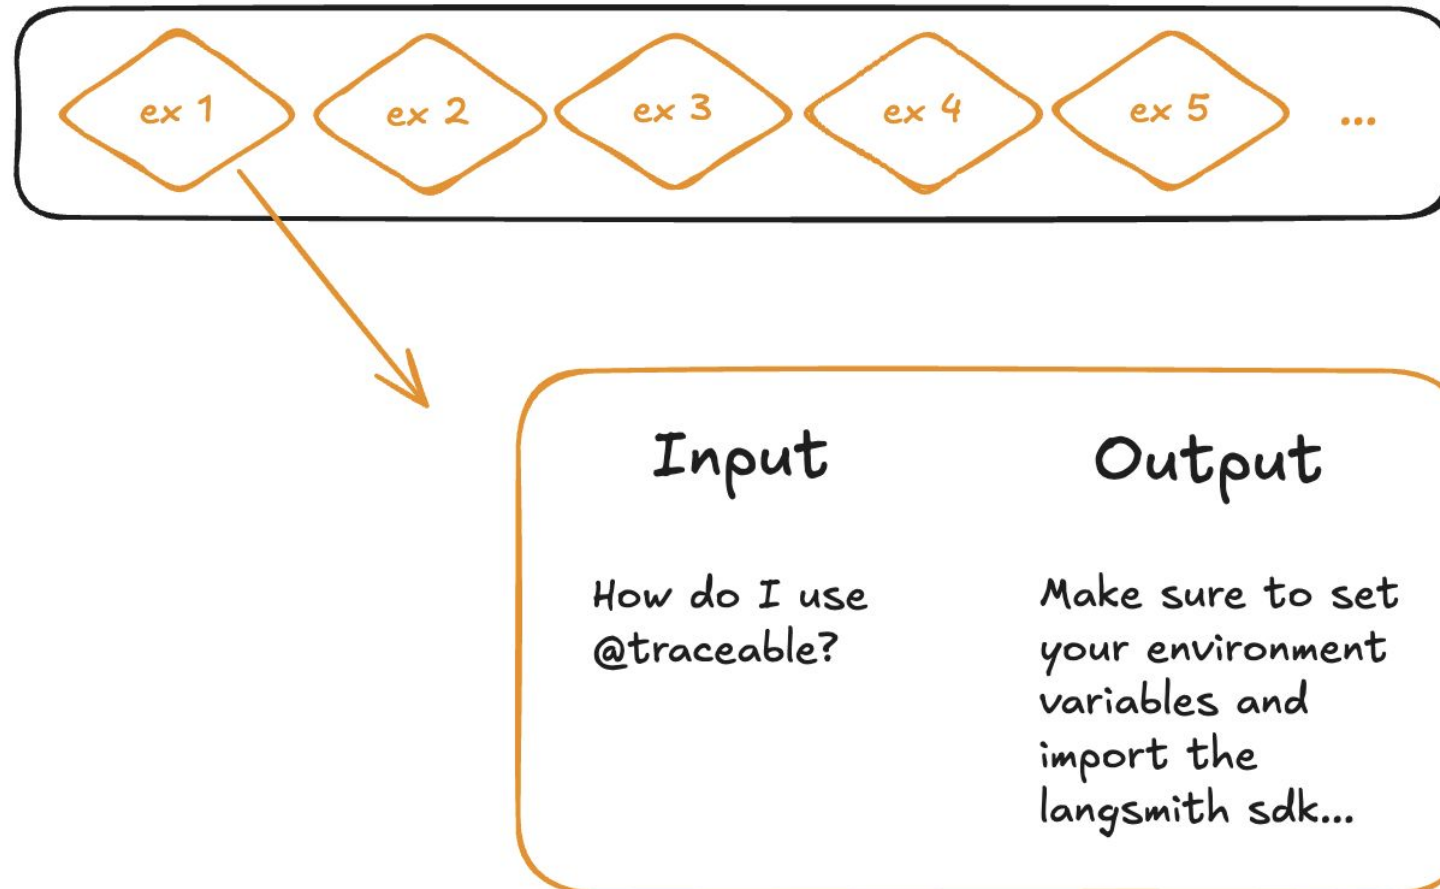 ex 1 ex 2 ex 3 ex 4 ex 5 ...
Input Output
How do I use
@traceable?
Make sure to set
your environment
variables and
import the
langsmith sdk...